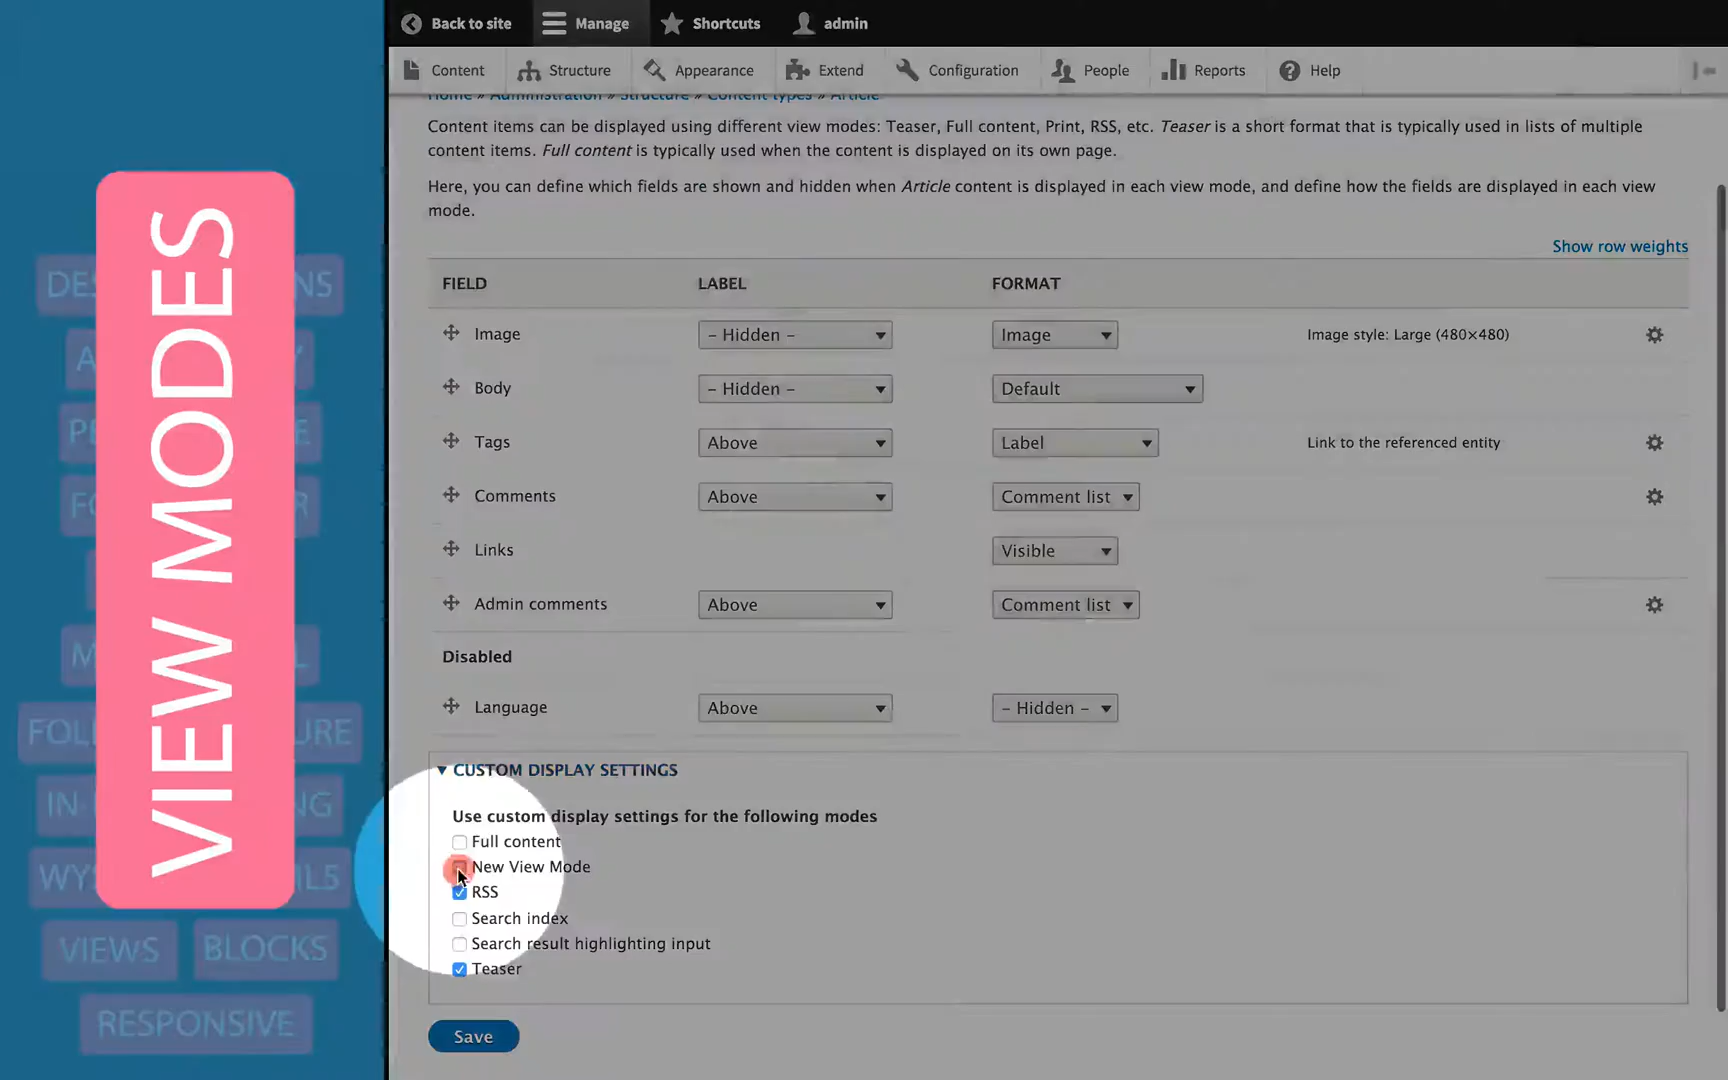 Back to site
Manage
Shortcuts
admin
Content
Structure
Appearance
Extend
Configuration
People
Reports
Help
Home » Administration » Structure » Content types » Article
Content items can be displayed using different view modes: Teaser, Full content, Print, RSS, etc. Teaser is a short format that is typically used in lists of multiple
content items. Full content is typically used when the content is displayed on its own page.
Here, you can define which fields are shown and hidden when Article content is displayed in each view mode, and define how the fields are displayed in each view
mode.
Show row weights
FIELD LABEL FORMAT
Image - Hidden - Image Image style: Large (480×480)
Body - Hidden - Default
Tags Above Label Link to the referenced entity
Comments Above Comment list
Links Visible
Admin comments Above Comment list
Disabled
Language Above - Hidden -
CUSTOM DISPLAY SETTINGS
Use custom display settings for the following modes
Full content
New View Mode
RSS
Search index
Search result highlighting input
Teaser
Save
VIEW MODES
VIEWS
BLOCKS
RESPONSIVE